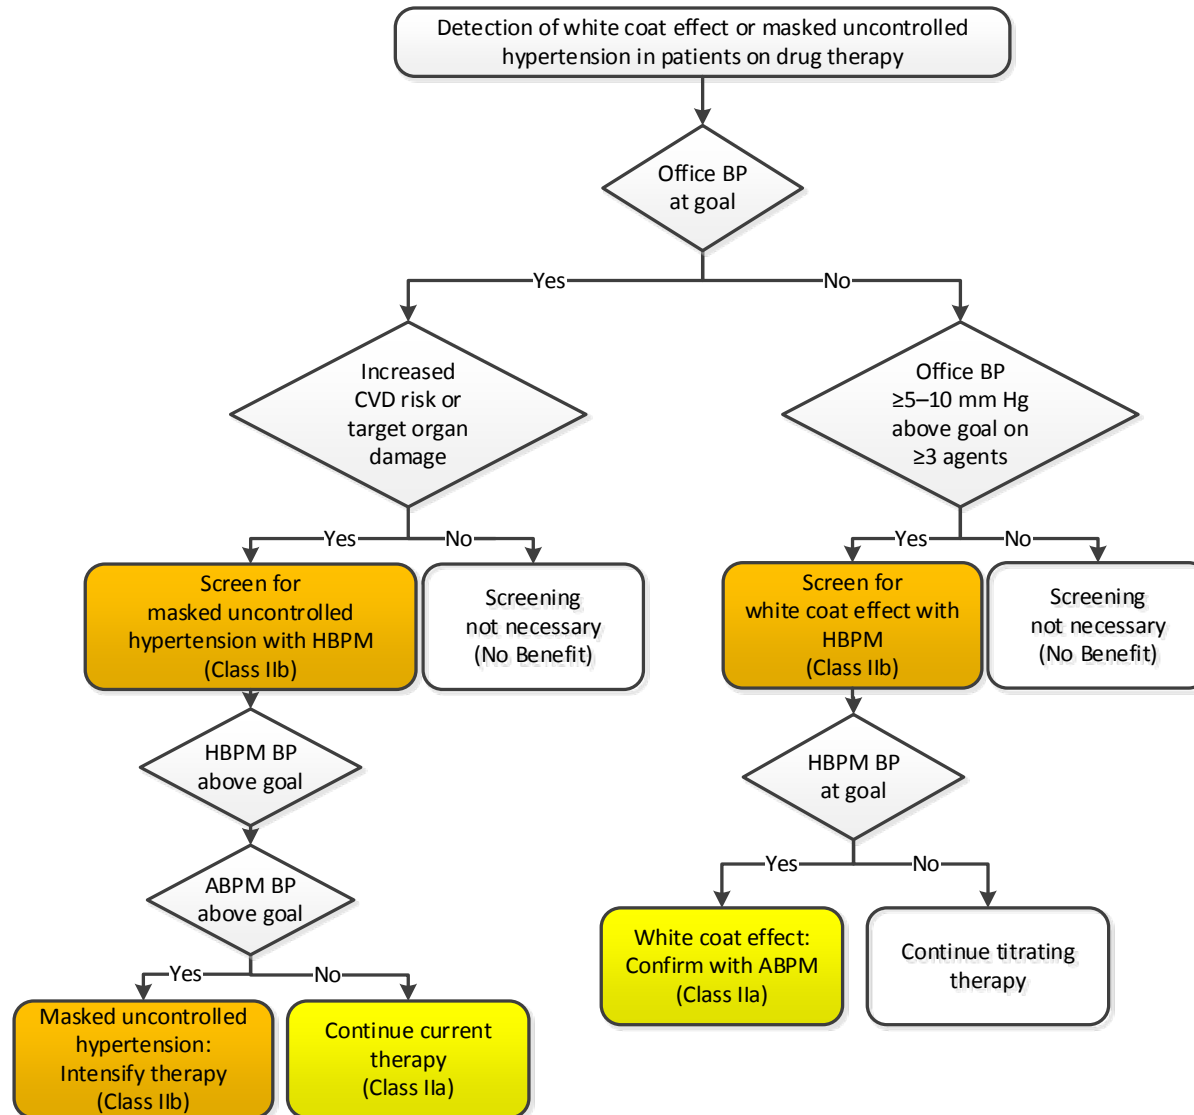 Detection of white coat effect or masked uncontrolled
hypertension in patients on drug therapy
Office BP
at goal
Yes
No
Increased
CVD risk or
target organ
damage
Office BP
≥5–10 mm Hg
above goal on
≥3 agents
Yes
No
Yes
No
Screen for
masked uncontrolled
hypertension with HBPM
(Class IIb)
Screening
not necessary
(No Benefit)
Screen for
white coat effect with
HBPM
(Class IIb)
Screening
not necessary
(No Benefit)
HBPM BP
above goal
HBPM BP
at goal
ABPM BP
above goal
Yes
No
Yes
No
White coat effect:
Confirm with ABPM
(Class IIa)
Continue titrating
therapy
Masked uncontrolled
hypertension:
Intensify therapy
(Class IIb)
Continue current
therapy
(Class IIa)